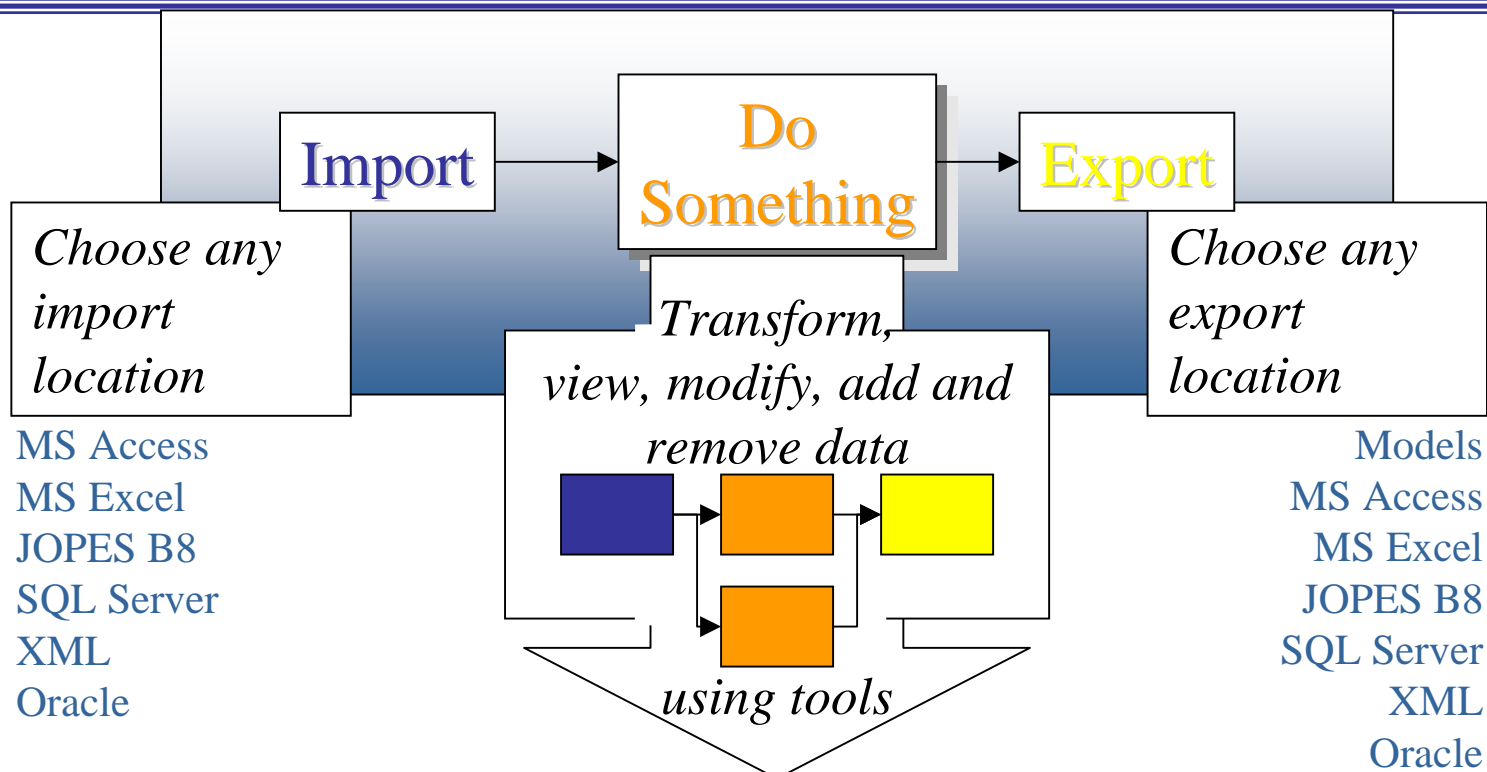 Import
Do
Something
Export
Choose any
import
location
Transform,
view, modify, add and
remove data
using tools
Choose any
export
location
MS Access
MS Excel
JOPES B8
SQL Server
XML
Oracle
Models
MS Access
MS Excel
JOPES B8
SQL Server
XML
Oracle